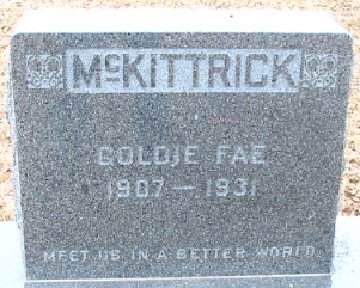 McKITTRICK
GOLDIE FAE
1907 — 1931
MEET US IN A BETTER WORLD